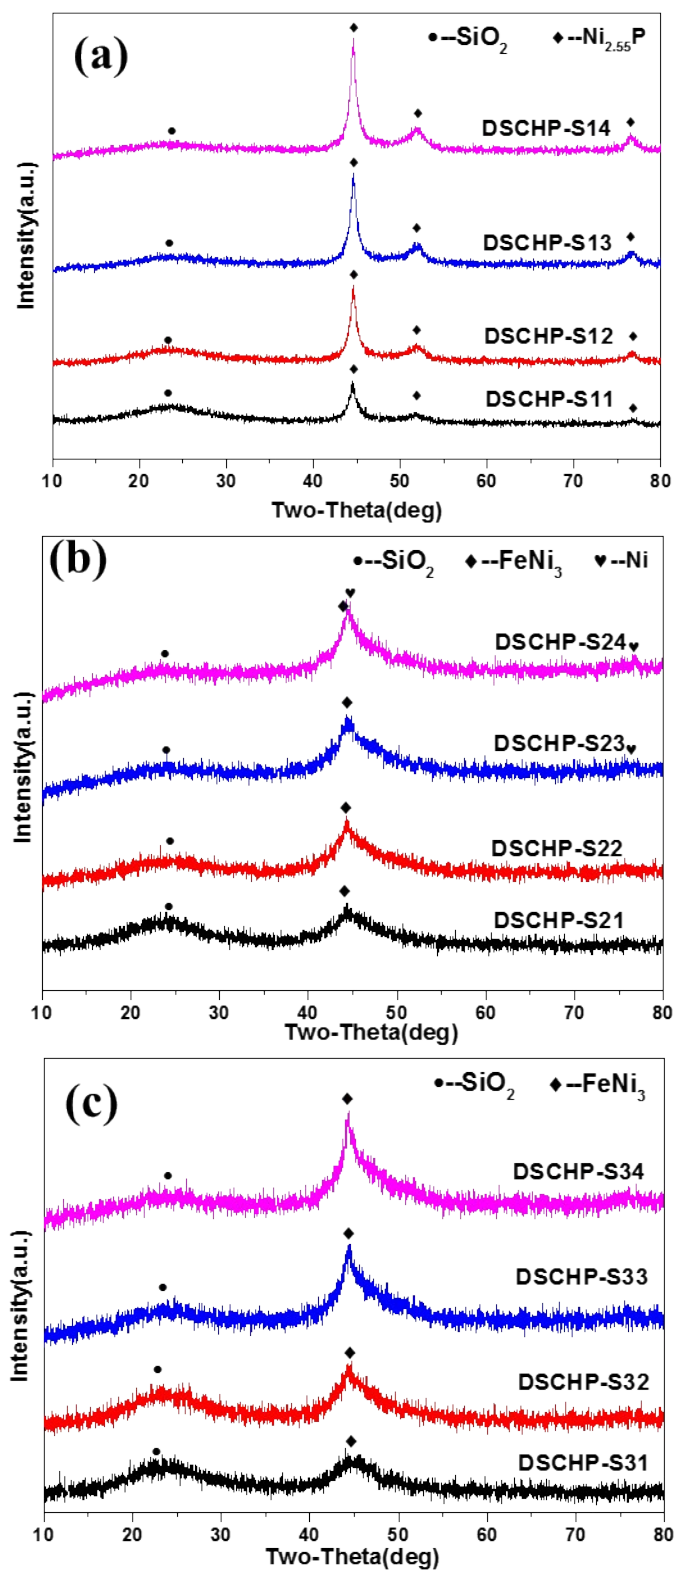 (a)
●--SiO₂ ♦--Ni₂.₅₅P
DSCHP-S14
DSCHP-S13
DSCHP-S12
DSCHP-S11
Intensity(a.u.)
10 20 30 40 50 60 70 80
Two-Theta(deg)
(b)
●--SiO₂ ♦--FeNi₃ ♥--Ni
DSCHP-S24
DSCHP-S23
DSCHP-S22
DSCHP-S21
Intensity(a.u.)
10 20 30 40 50 60 70 80
Two-Theta(deg)
(c)
●--SiO₂ ♦--FeNi₃
DSCHP-S34
DSCHP-S33
DSCHP-S32
DSCHP-S31
Intensity(a.u.)
10 20 30 40 50 60 70 80
Two-Theta(deg)